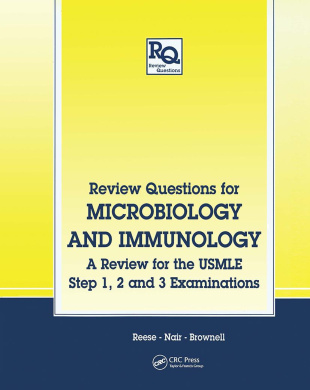 RQ
Review
Questions
Review Questions for
MICROBIOLOGY
AND IMMUNOLOGY
A Review for the USMLE
Step 1, 2 and 3 Examinations
Reese - Nair - Brownell
CRC Press
Taylor & Francis Group